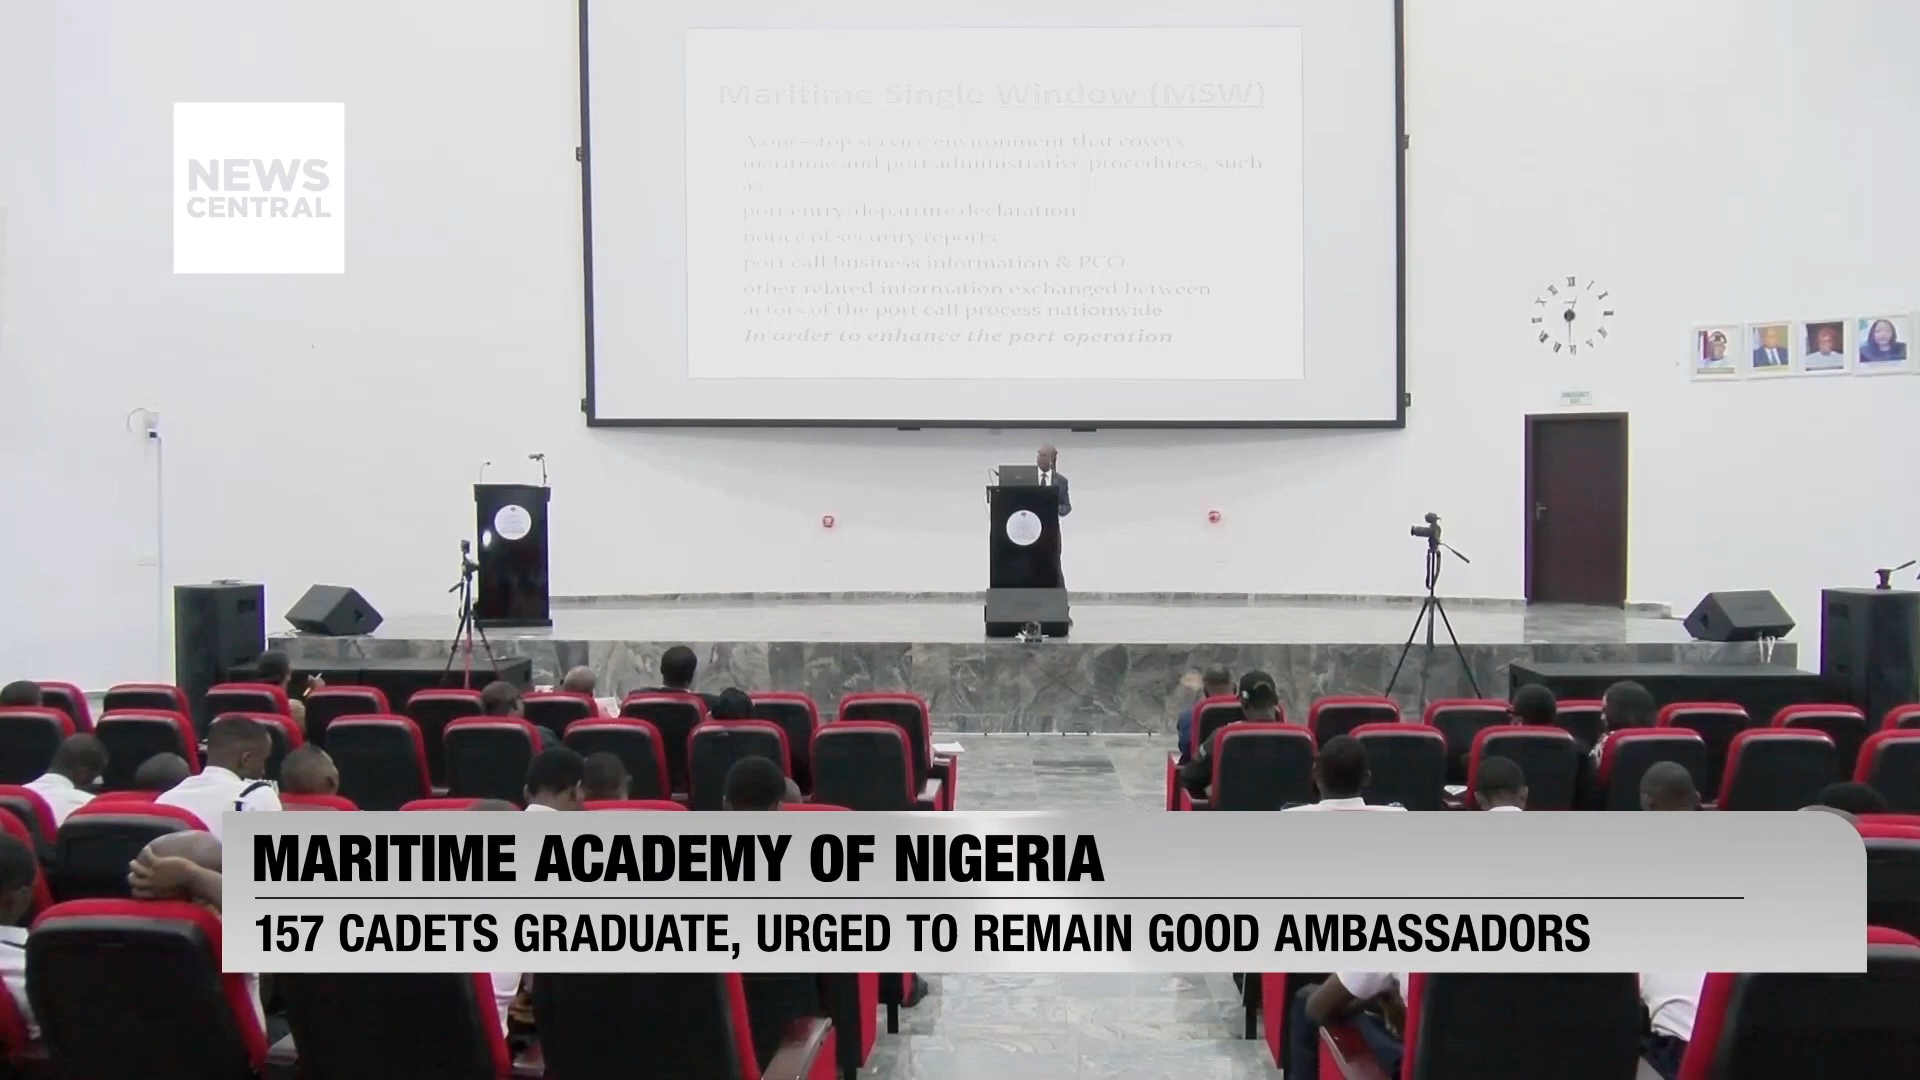 NEWS
CENTRAL
Maritime Single Window (MSW)
A one-stop service environment that covers
maritime and port administrative procedures, such
as
port entry/departure declaration
notice of security reports
port call business information & PCO
other related information exchanged between
actors of the port call process nationwide
In order to enhance the port operation
MARITIME ACADEMY OF NIGERIA
157 CADETS GRADUATE, URGED TO REMAIN GOOD AMBASSADORS